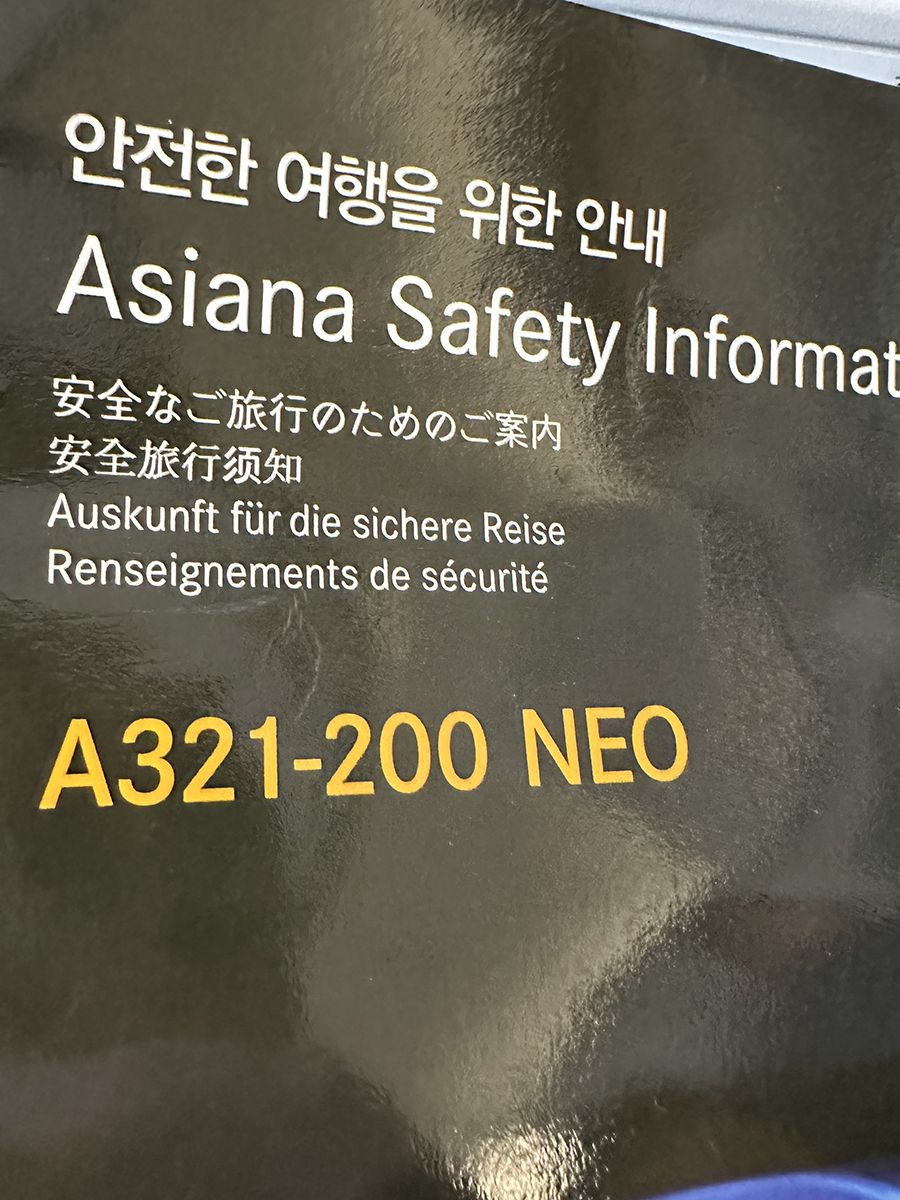 안전한 여행을 위한 안내
Asiana Safety Informat
安全なご旅行のためのご案内
安全旅行须知
Auskunft für die sichere Reise
Renseignements de sécurité
A321-200 NEO